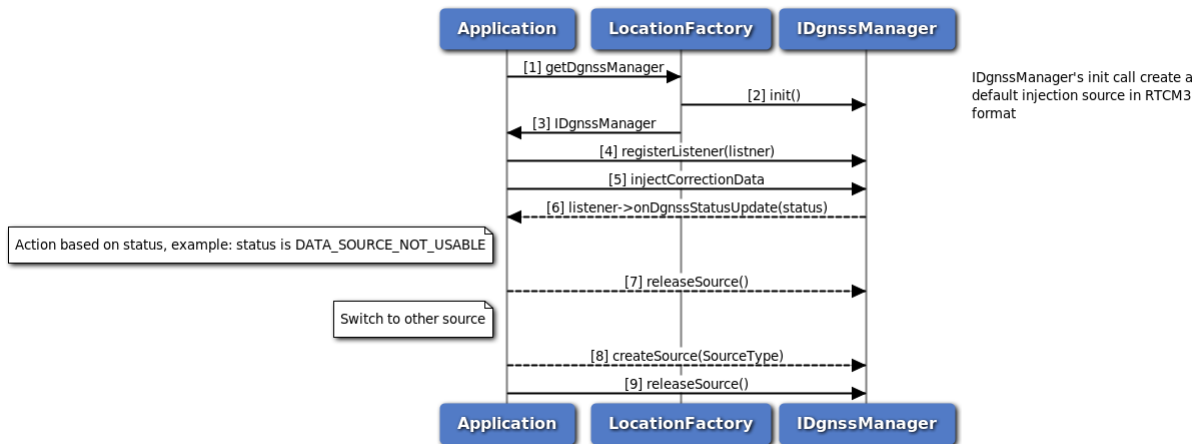 Application
LocationFactory
IDgnssManager
[1] getDgnssManager
IDgnssManager's init call create a
default injection source in RTCM3
format
[2] init()
[3] IDgnssManager
[4] registerListener(listner)
[5] injectCorrectionData
[6] listener->onDgnssStatusUpdate(status)
Action based on status, example: status is DATA_SOURCE_NOT_USABLE
[7] releaseSource()
Switch to other source
[8] createSource(SourceType)
[9] releaseSource()
Application
LocationFactory
IDgnssManager